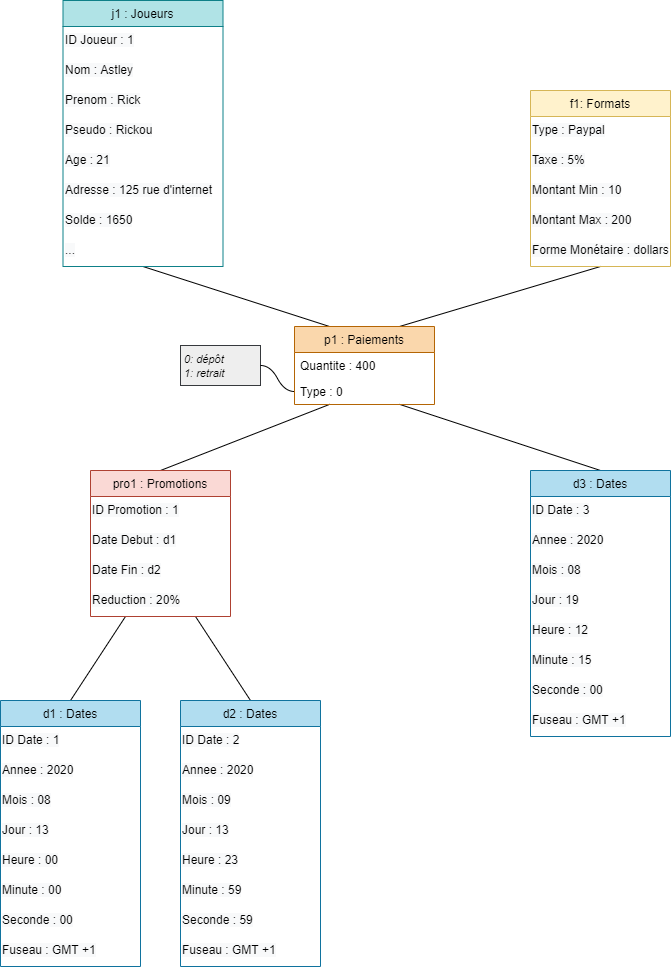 j1 : Joueurs
ID Joueur : 1
Nom : Astley
Prenom : Rick
Pseudo : Rickou
Age : 21
Adresse : 125 rue d'internet
Solde : 1650
...
f1: Formats
Type : Paypal
Taxe : 5%
Montant Min : 10
Montant Max : 200
Forme Monétaire : dollars
p1 : Paiements
Quantite : 400
Type : 0
0: dépôt
1: retrait
pro1 : Promotions
ID Promotion : 1
Date Debut : d1
Date Fin : d2
Reduction : 20%
d3 : Dates
ID Date : 3
Annee : 2020
Mois : 08
Jour : 19
Heure : 12
Minute : 15
Seconde : 00
Fuseau : GMT +1
d1 : Dates
ID Date : 1
Annee : 2020
Mois : 08
Jour : 13
Heure : 00
Minute : 00
Seconde : 00
Fuseau : GMT +1
d2 : Dates
ID Date : 2
Annee : 2020
Mois : 09
Jour : 13
Heure : 23
Minute : 59
Seconde : 59
Fuseau : GMT +1